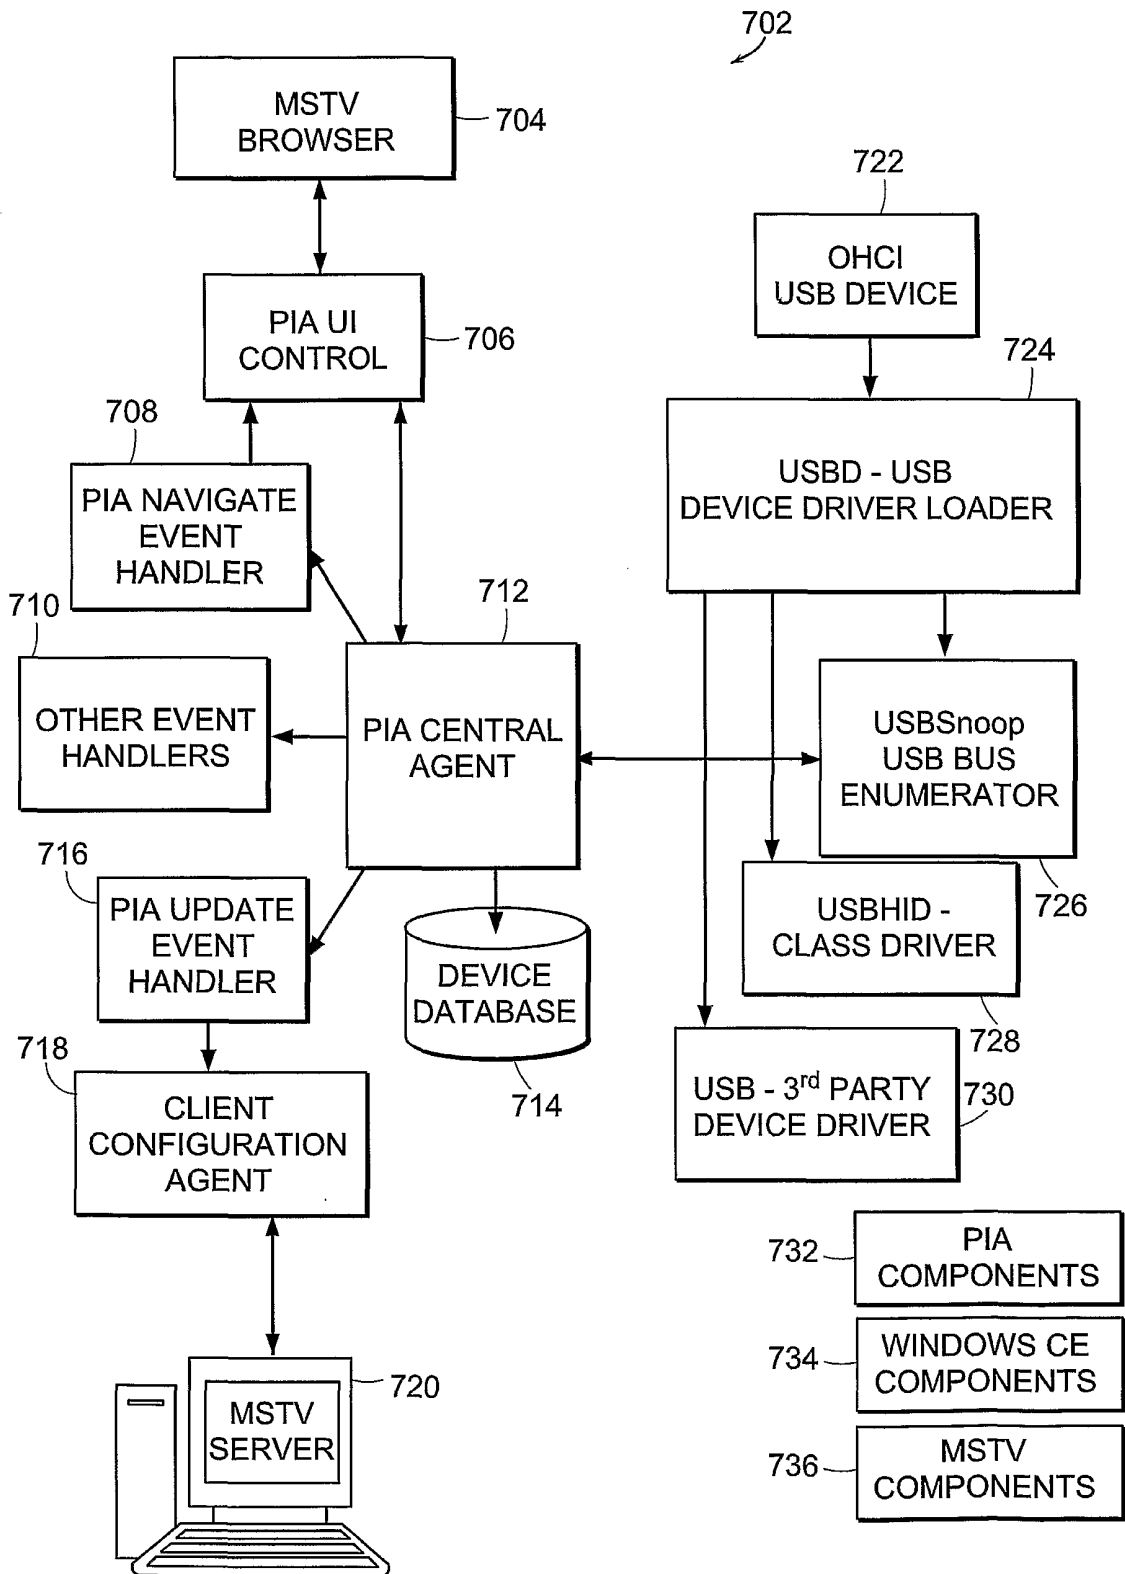 702
MSTV
BROWSER
704
722
OHCI
USB DEVICE
PIA UI
CONTROL
706
724
708
USBD - USB
DEVICE DRIVER LOADER
PIA NAVIGATE
EVENT
HANDLER
710
712
OTHER EVENT
HANDLERS
PIA CENTRAL
AGENT
USBSnoop
USB BUS
ENUMERATOR
726
716
PIA UPDATE
EVENT
HANDLER
DEVICE
DATABASE
714
USBHID -
CLASS DRIVER
728
718
CLIENT
CONFIGURATION
AGENT
USB - 3rd PARTY
DEVICE DRIVER
730
732
PIA
COMPONENTS
734
WINDOWS CE
COMPONENTS
720
MSTV
SERVER
736
MSTV
COMPONENTS